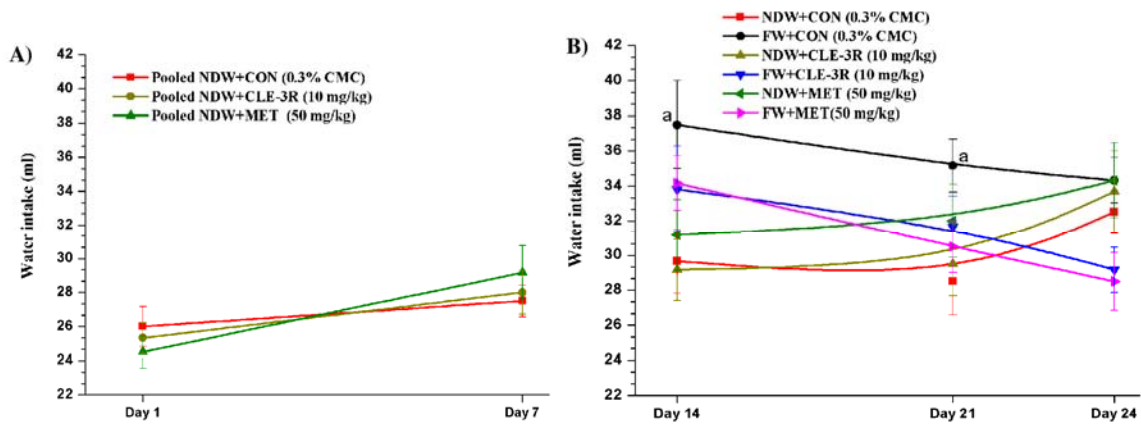 A)
Pooled NDW+CON (0.3% CMC)
Pooled NDW+CLE-3R (10 mg/kg)
Pooled NDW+MET (50 mg/kg)
Water intake (ml)
42
40
38
36
34
32
30
28
26
24
22
Day 1
Day 7
B)
NDW+CON (0.3% CMC)
FW+CON (0.3% CMC)
NDW+CLE-3R (10 mg/kg)
FW+CLE-3R (10 mg/kg)
NDW+MET (50 mg/kg)
FW+MET(50 mg/kg)
Water intake (ml)
42
40
38
36
34
32
30
28
26
24
22
a
a
Day 14
Day 21
Day 24